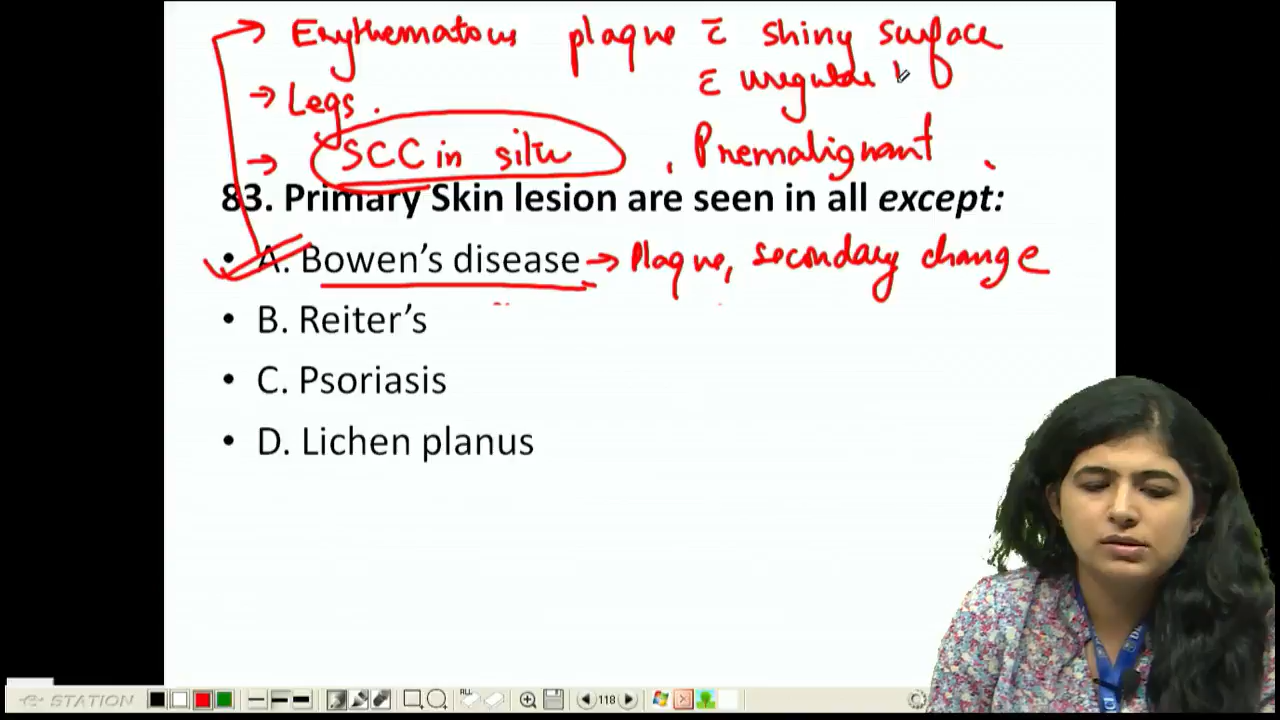 → Erythematous plaque c̄ shiny surface
c̄ irregular b
→ Legs.
→ SCC in situ, Premalignant.
83. Primary Skin lesion are seen in all except:
• A. Bowen's disease → Plaque, secondary change
• B. Reiter's
• C. Psoriasis
• D. Lichen planus
STATION
ALL
118